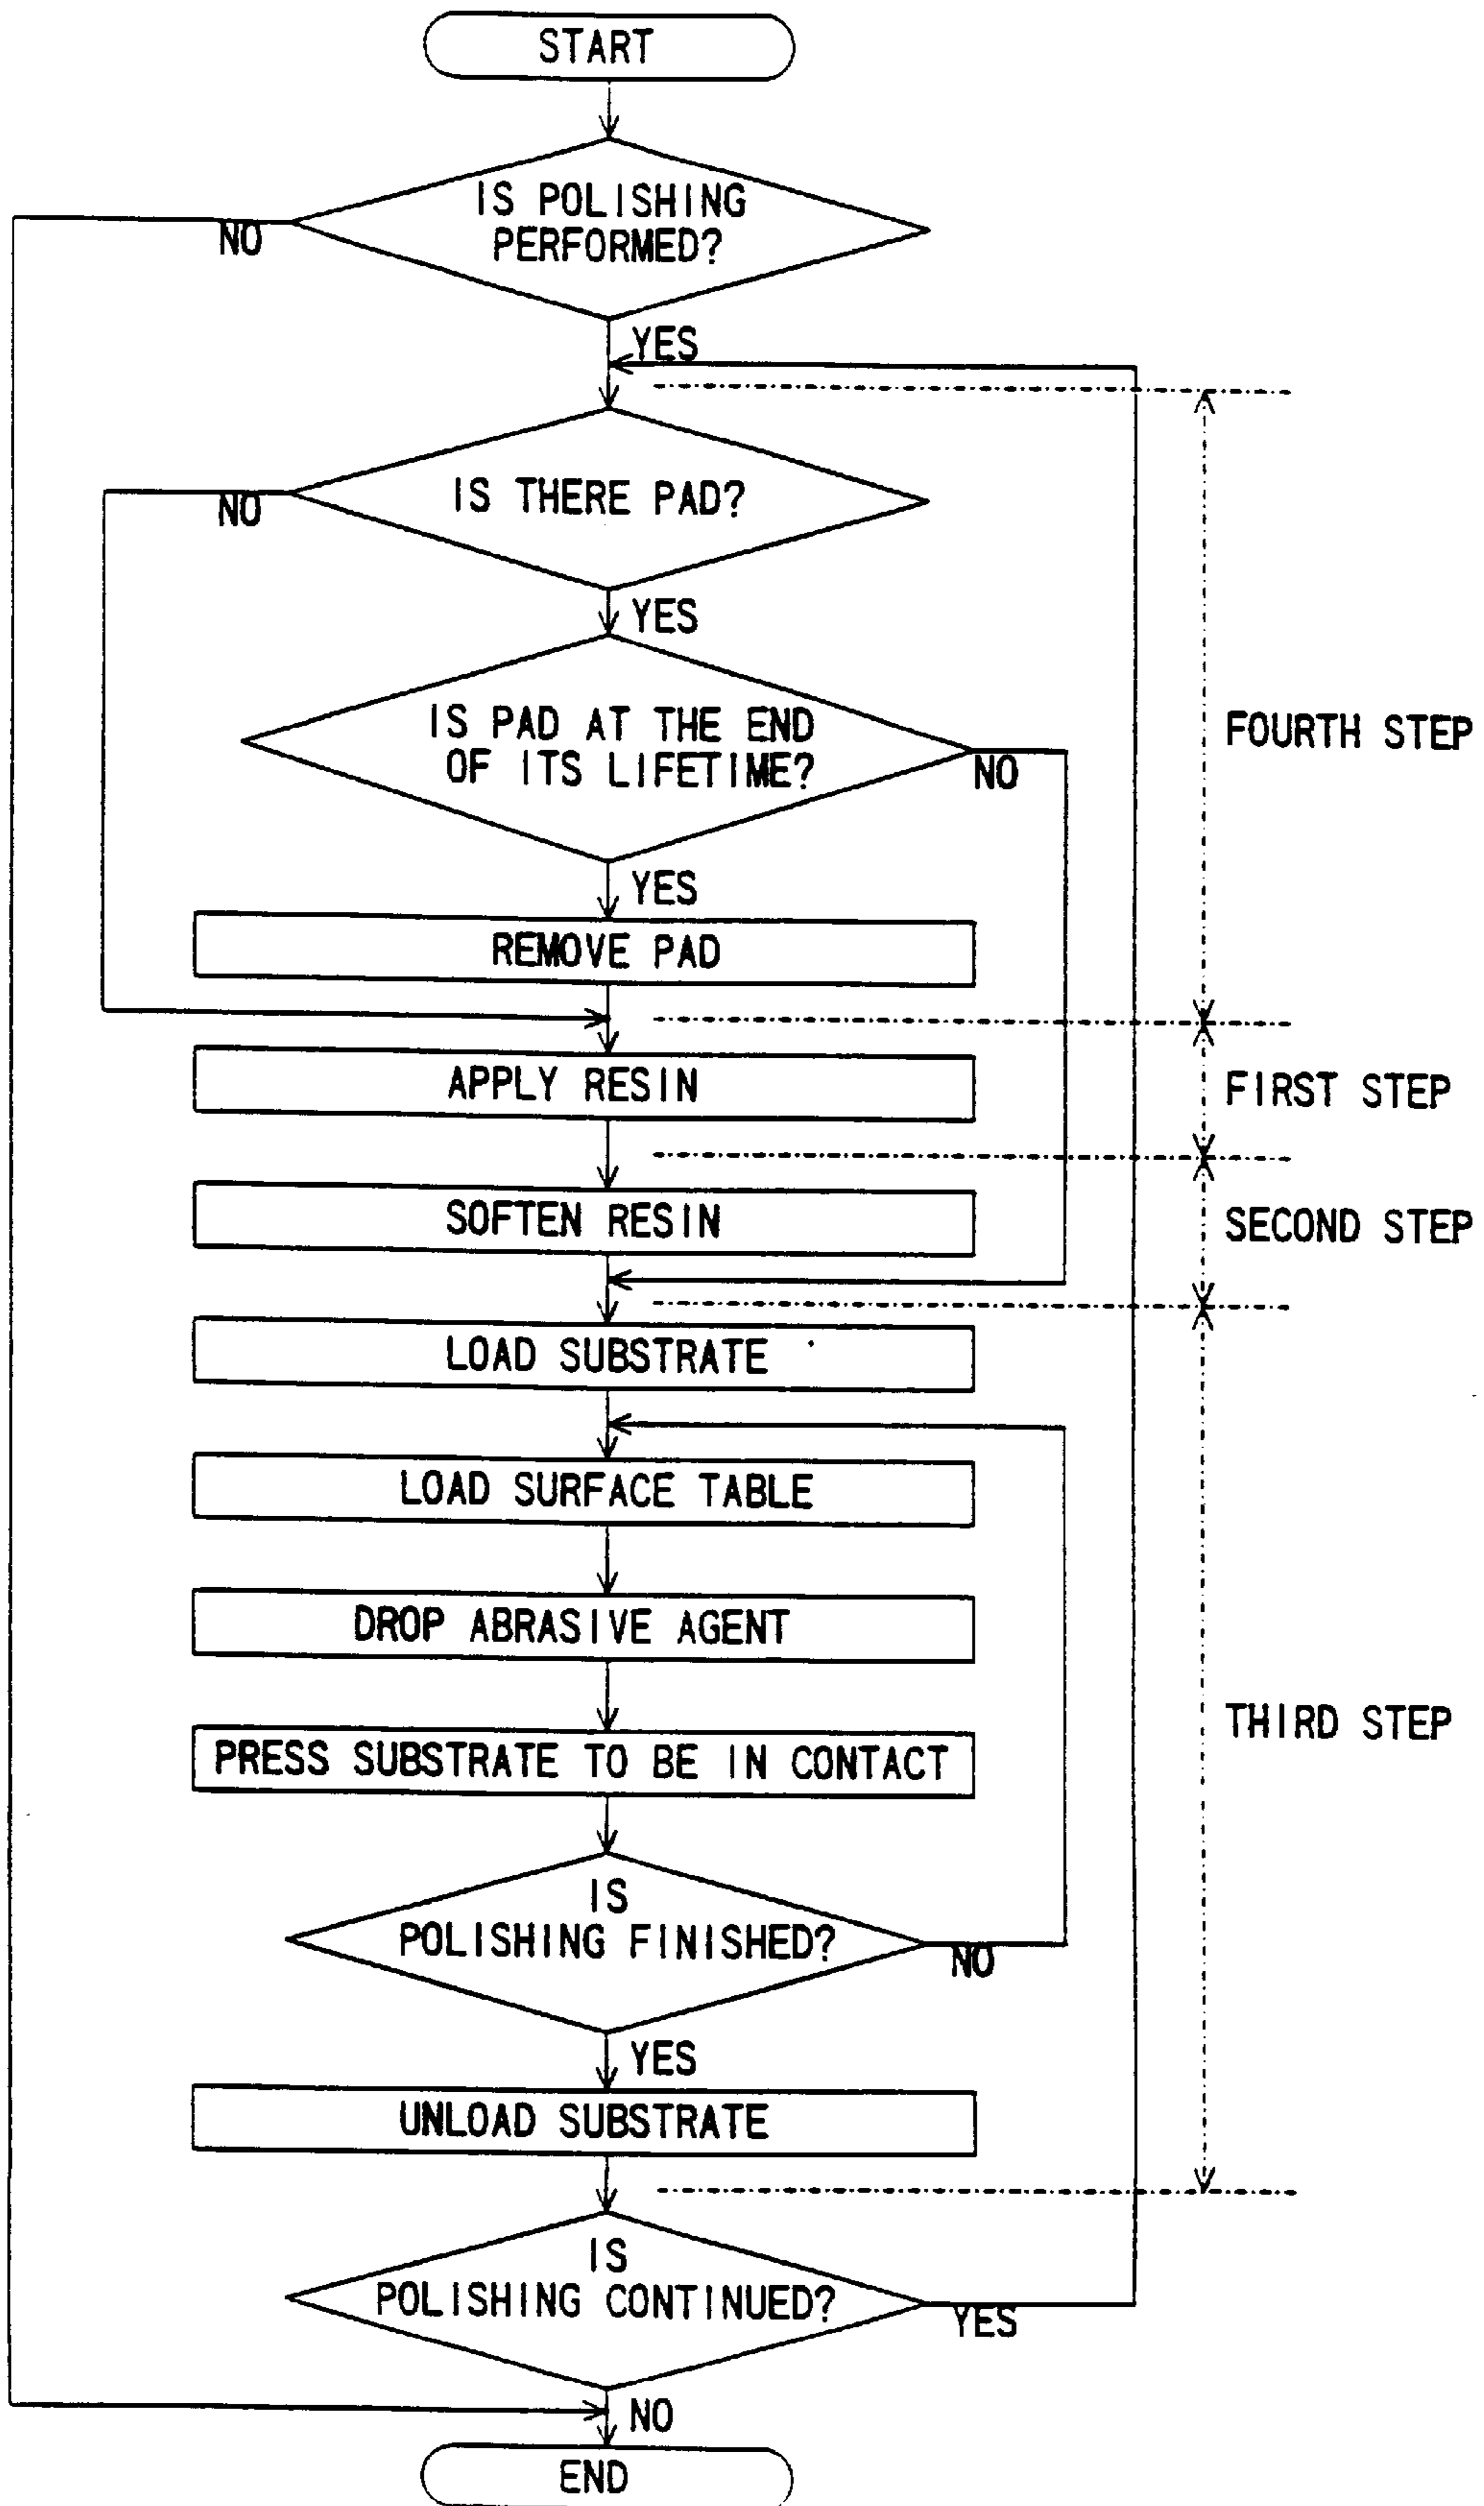 START
IS POLISHING
PERFORMED?
NO
YES
IS THERE PAD?
NO
YES
IS PAD AT THE END
OF ITS LIFETIME?
NO
FOURTH STEP
YES
REMOVE PAD
APPLY RESIN
FIRST STEP
SOFTEN RESIN
SECOND STEP
LOAD SUBSTRATE
LOAD SURFACE TABLE
DROP ABRASIVE AGENT
PRESS SUBSTRATE TO BE IN CONTACT
THIRD STEP
IS
POLISHING FINISHED?
NO
YES
UNLOAD SUBSTRATE
IS
POLISHING CONTINUED?
YES
NO
END